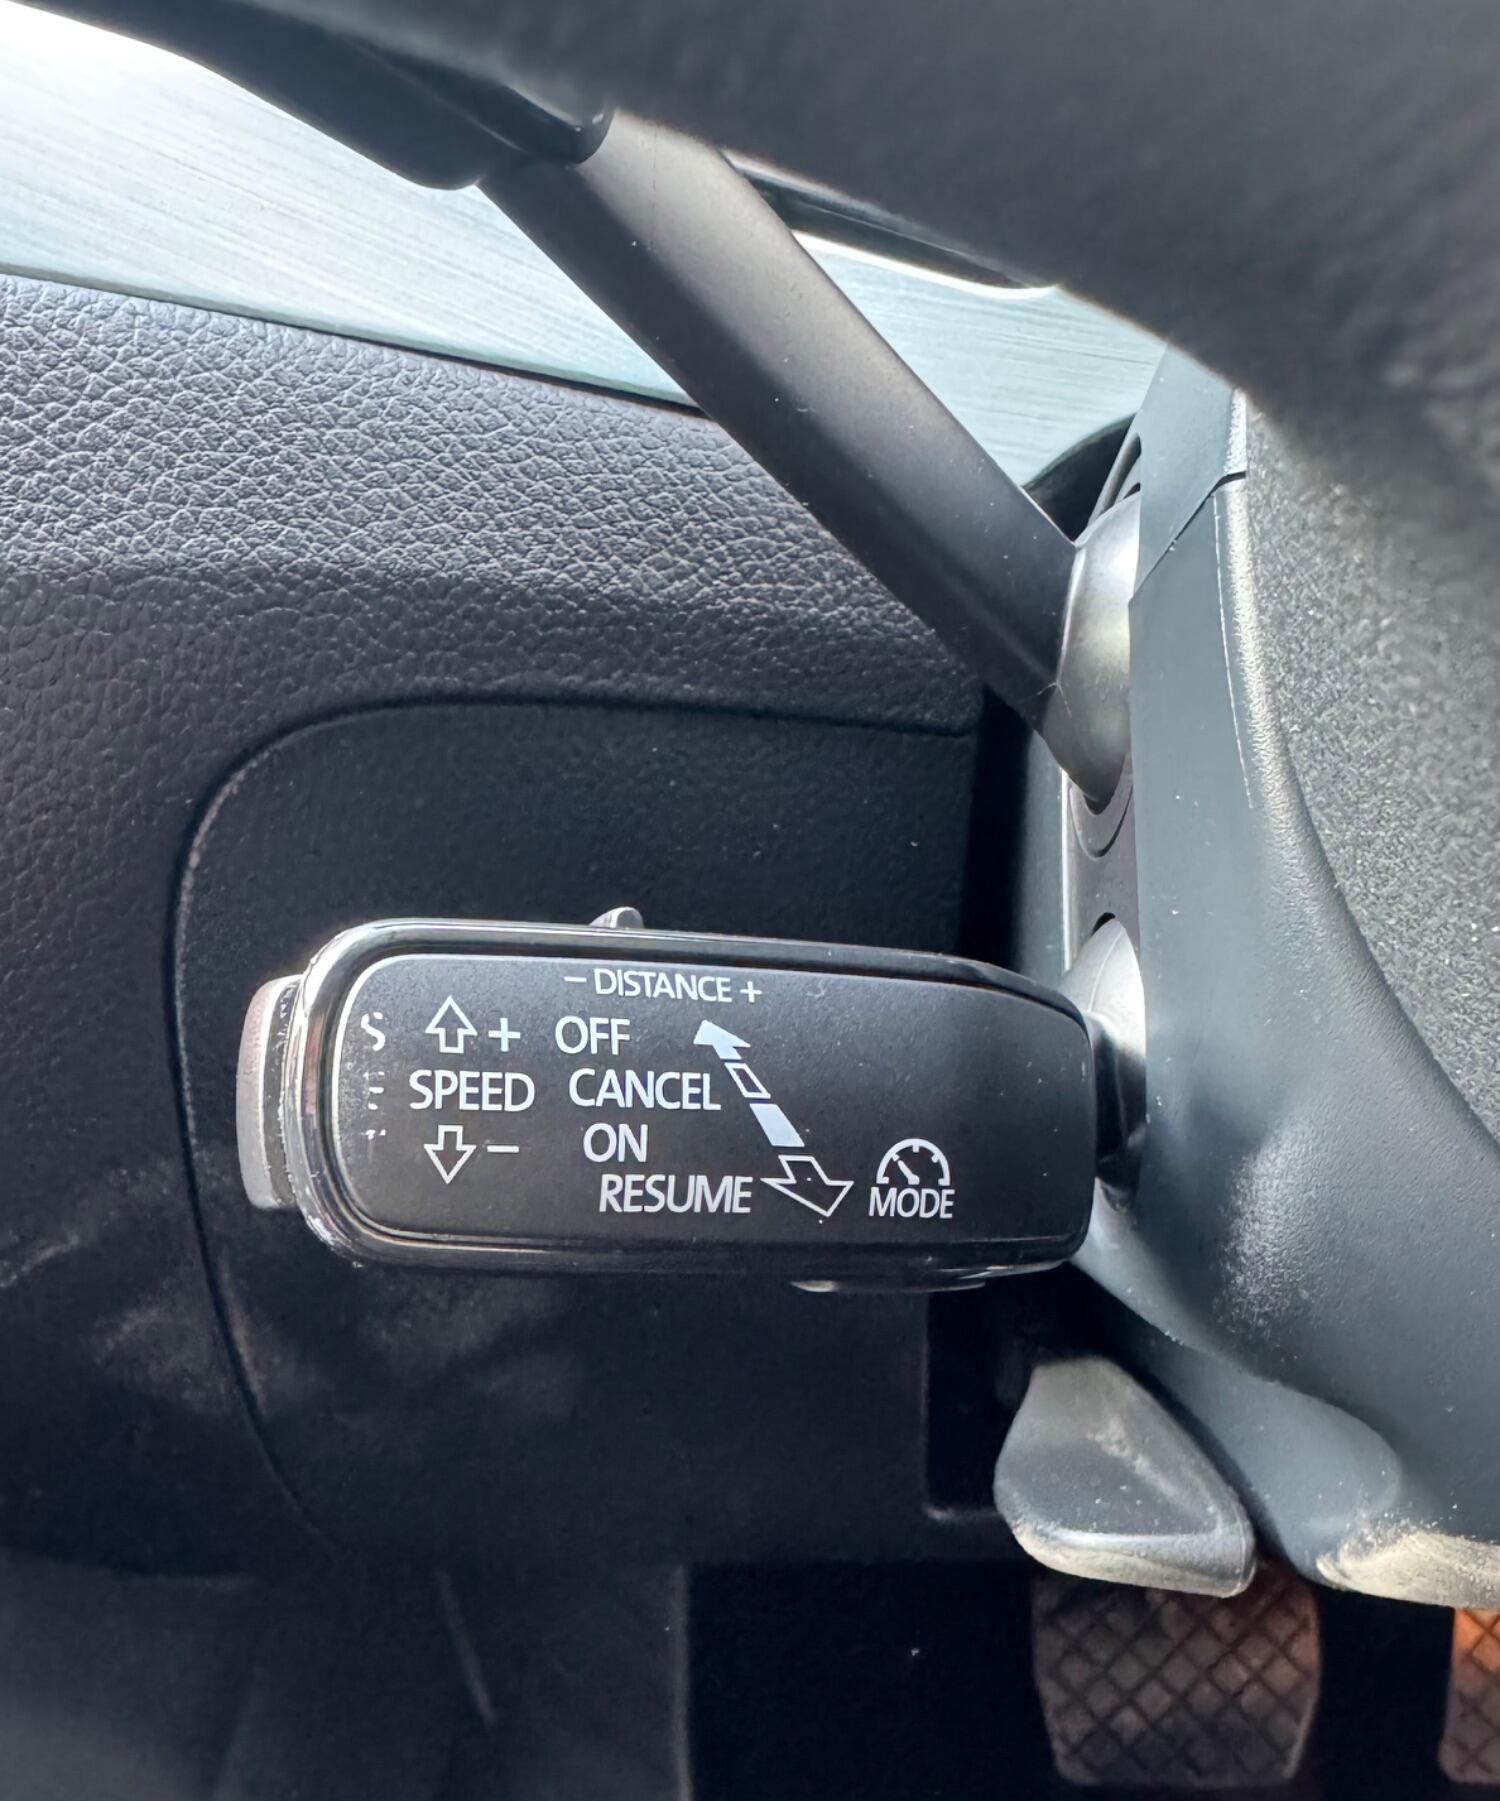 – DISTANCE +
+ OFF
SPEED CANCEL
– ON
RESUME
MODE